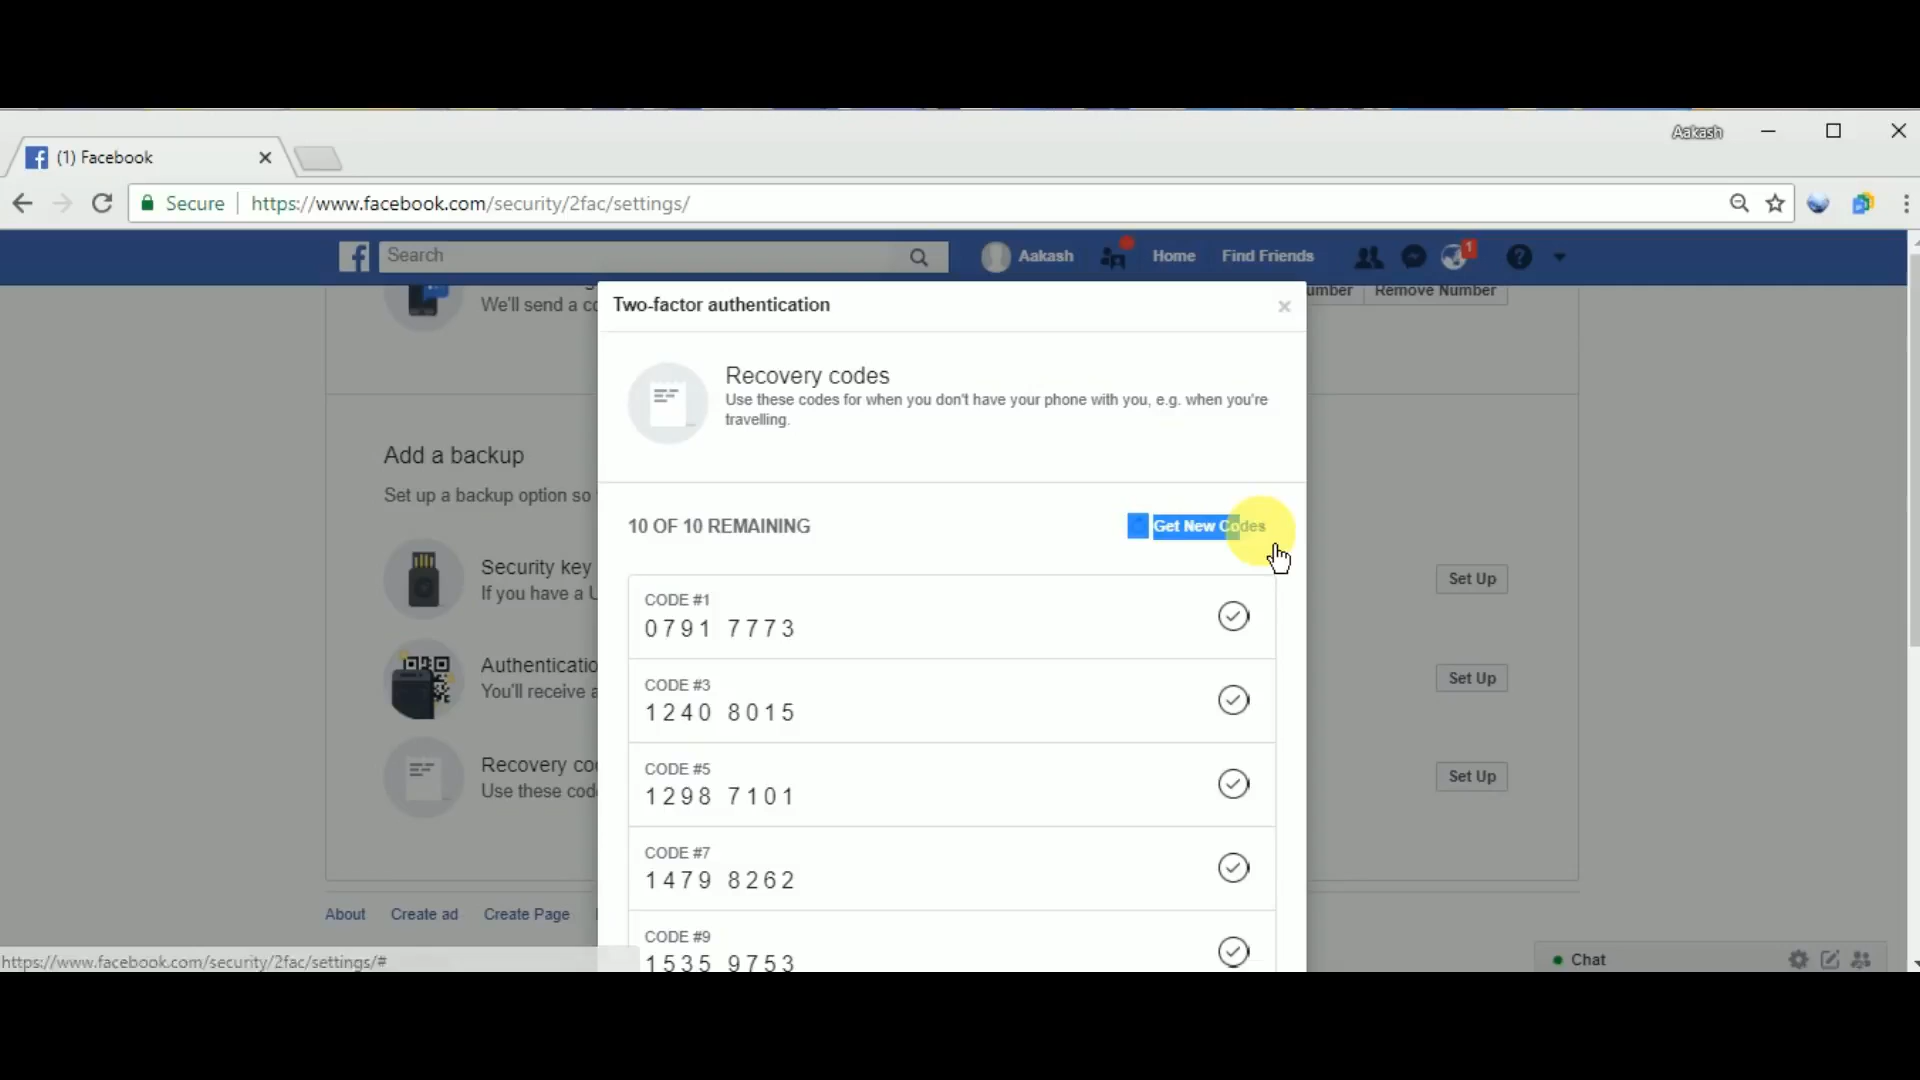 Aakash
(1) Facebook
Secure https://www.facebook.com/security/2fac/settings/
Search
Aakash
Home
Find Friends
1
We'll send a co
Remove Number
Two-factor authentication
Recovery codes
Use these codes for when you don't have your phone with you, e.g. when you're
travelling.
Add a backup
Set up a backup option so
10 OF 10 REMAINING
Get New Codes
Security key
If you have a U
Set Up
CODE #1
0791 7773
Authenticatio
You'll receive a
Set Up
CODE #3
1240 8015
CODE #5
1298 7101
Recovery co
Use these cod
Set Up
CODE #7
1479 8262
CODE #9
1535 9753
About
Create ad
Create Page
https://www.facebook.com/security/2fac/settings/#
Chat